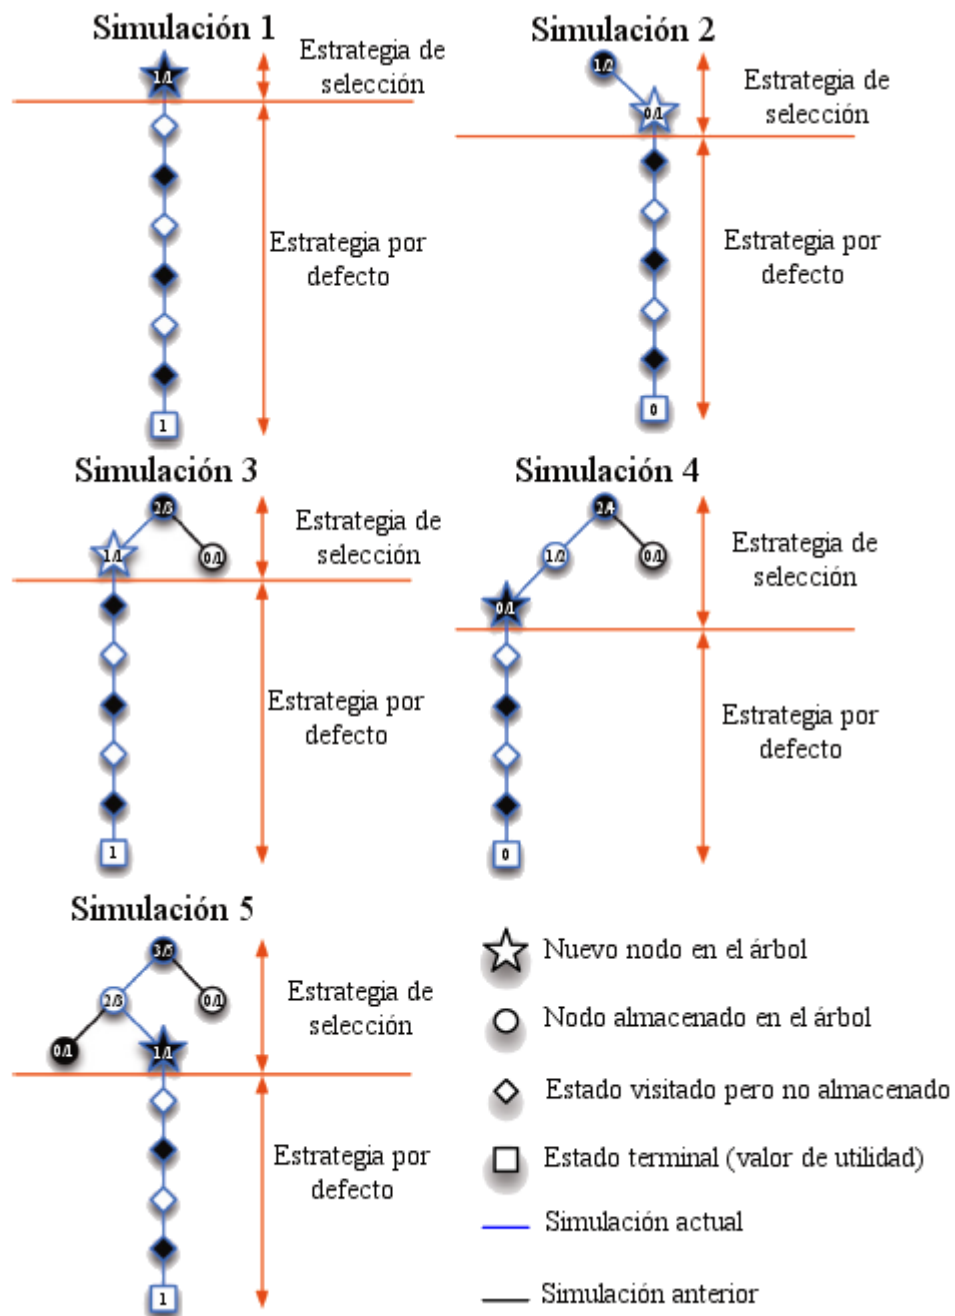 Simulación 1
1/1
Estrategia de
selección
Estrategia por
defecto
1
Simulación 2
1/2
0/1
Estrategia de
selección
Estrategia por
defecto
0
Simulación 3
2/3
1/1
0/1
Estrategia de
selección
Estrategia por
defecto
1
Simulación 4
2/4
1/2
0/1
0/1
Estrategia de
selección
Estrategia por
defecto
0
Simulación 5
3/5
2/3
0/1
0/1
1/1
Estrategia de
selección
Estrategia por
defecto
1
Nuevo nodo en el árbol
Nodo almacenado en el árbol
Estado visitado pero no almacenado
Estado terminal (valor de utilidad)
Simulación actual
Simulación anterior